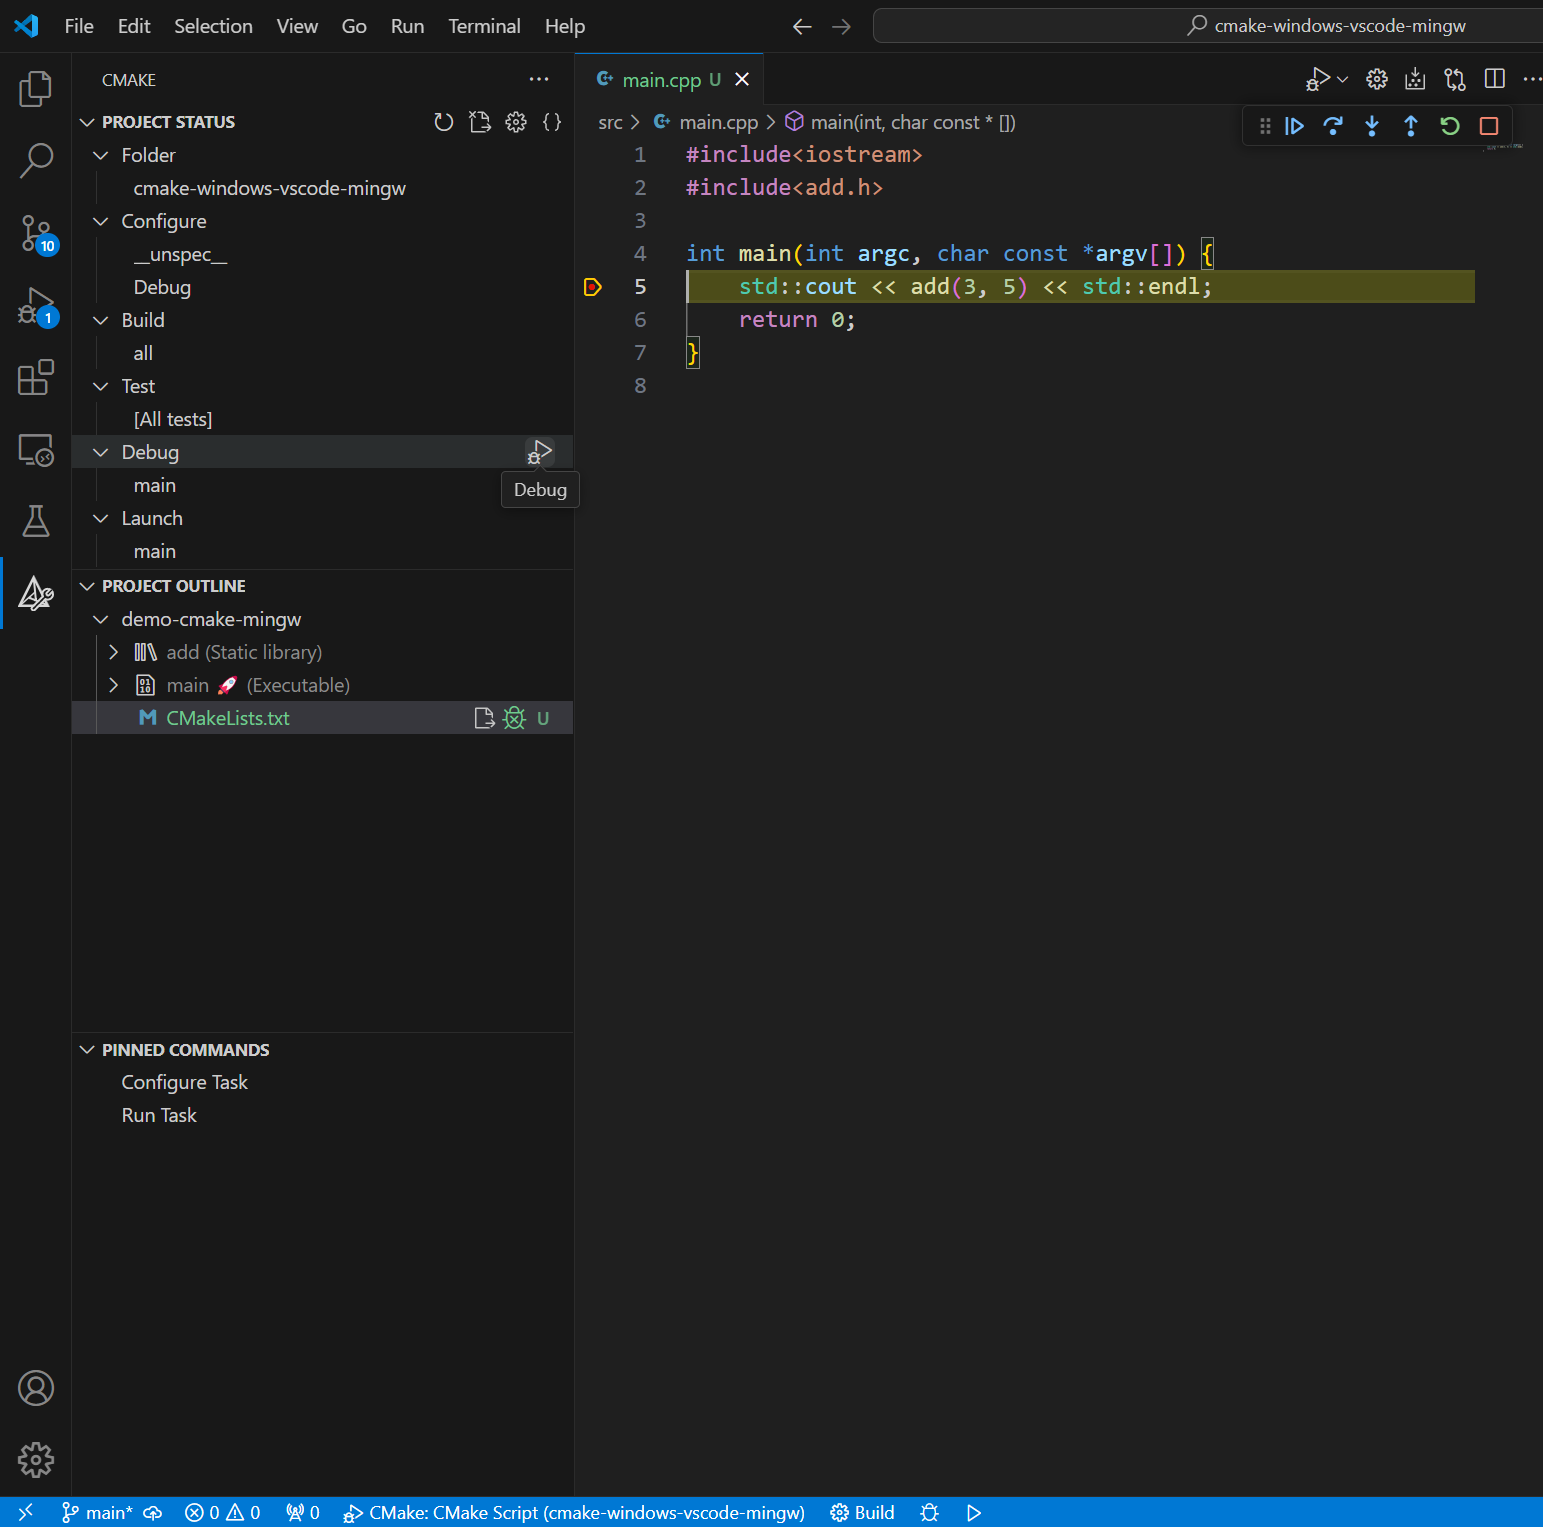 File Edit Selection View Go Run Terminal Help
cmake-windows-vscode-mingw
CMAKE
PROJECT STATUS
Folder
cmake-windows-vscode-mingw
Configure
__unspec__
Debug
Build
all
Test
[All tests]
Debug
Debug
main
Launch
main
PROJECT OUTLINE
demo-cmake-mingw
add (Static library)
main 🚀 (Executable)
CMakeLists.txt U
PINNED COMMANDS
Configure Task
Run Task
10
1
main.cpp U
src > main.cpp > main(int, char const * [])
1 #include<iostream>
2 #include<add.h>
3
4 int main(int argc, char const *argv[]) {
5 std::cout << add(3, 5) << std::endl;
6 return 0;
7 }
8
main* 0 0 0 CMake: CMake Script (cmake-windows-vscode-mingw) Build